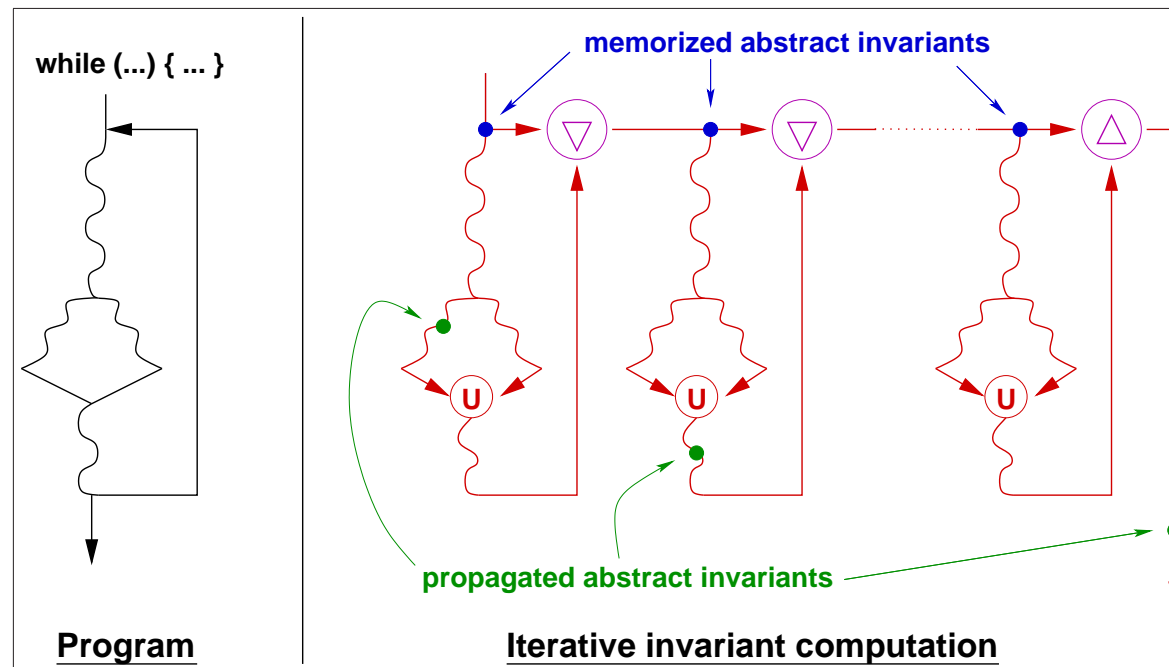 while (...) { ... }
memorized abstract invariants
▽
▽
△
U
U
U
propagated abstract invariants
Program
Iterative invariant computation